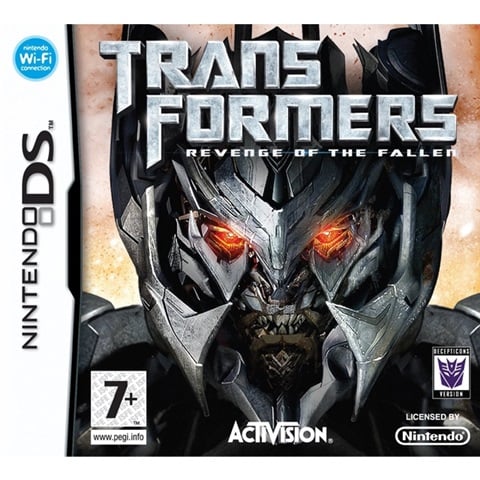 Nintendo
Wi-Fi
connection
TRANS
FORMERS
REVENGE OF THE FALLEN
NINTENDO DS™
7+
www.pegi.info
ACTIVISION®
DECEPTICONS
VERSION
LICENSED BY
Nintendo®